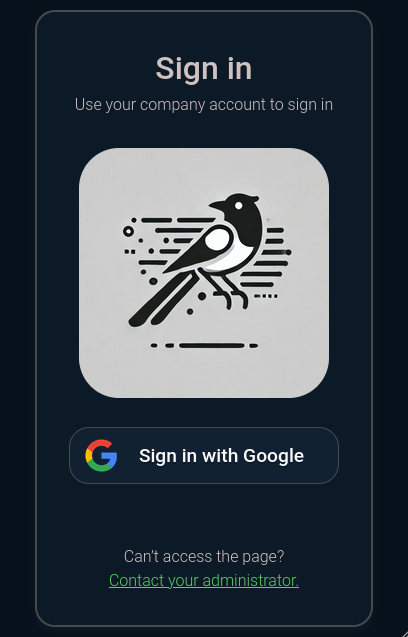 Sign in
Use your company account to sign in
Sign in with Google
Can't access the page?
Contact your administrator.